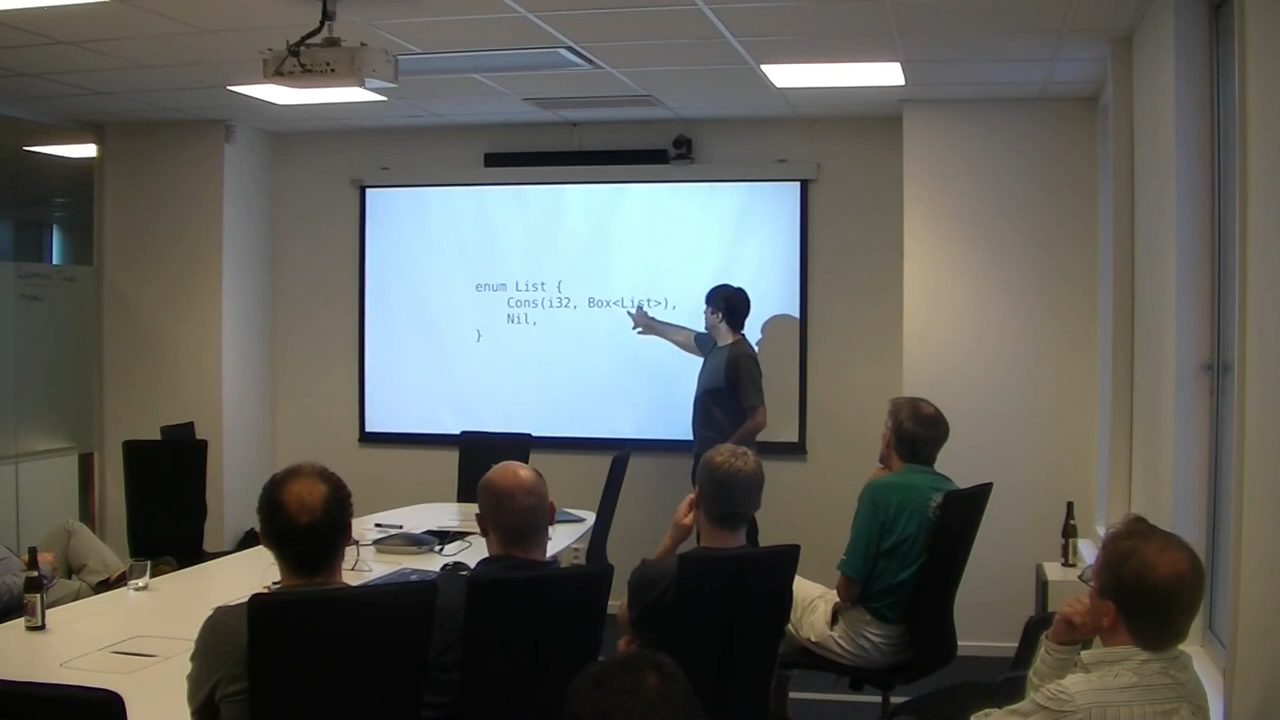 enum List {
    Cons(i32, Box<List>),
    Nil,
}